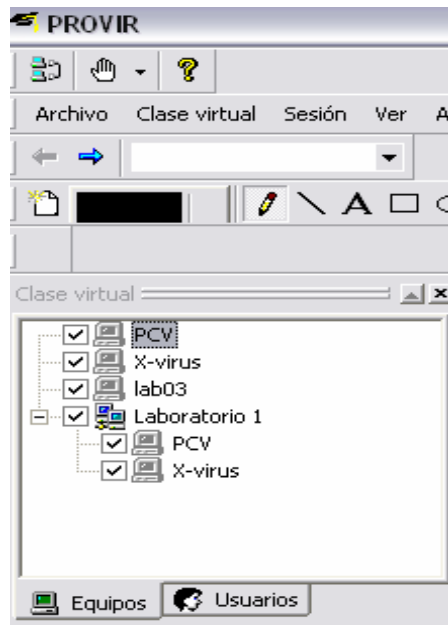 PROVIR
Archivo Clase virtual Sesión Ver A
A
Clase virtual
PCV
X-virus
lab03
Laboratorio 1
PCV
X-virus
Equipos Usuarios